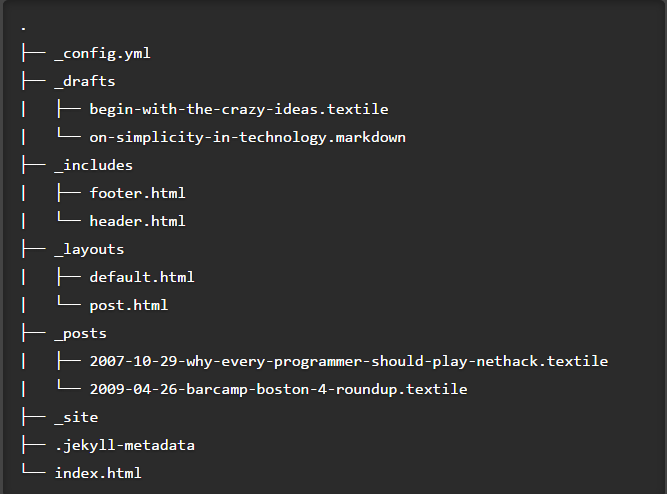 .
├── _config.yml
├── _drafts
|   ├── begin-with-the-crazy-ideas.textile
|   └── on-simplicity-in-technology.markdown
├── _includes
|   ├── footer.html
|   └── header.html
├── _layouts
|   ├── default.html
|   └── post.html
├── _posts
|   ├── 2007-10-29-why-every-programmer-should-play-nethack.textile
|   └── 2009-04-26-barcamp-boston-4-roundup.textile
├── _site
├── .jekyll-metadata
└── index.html